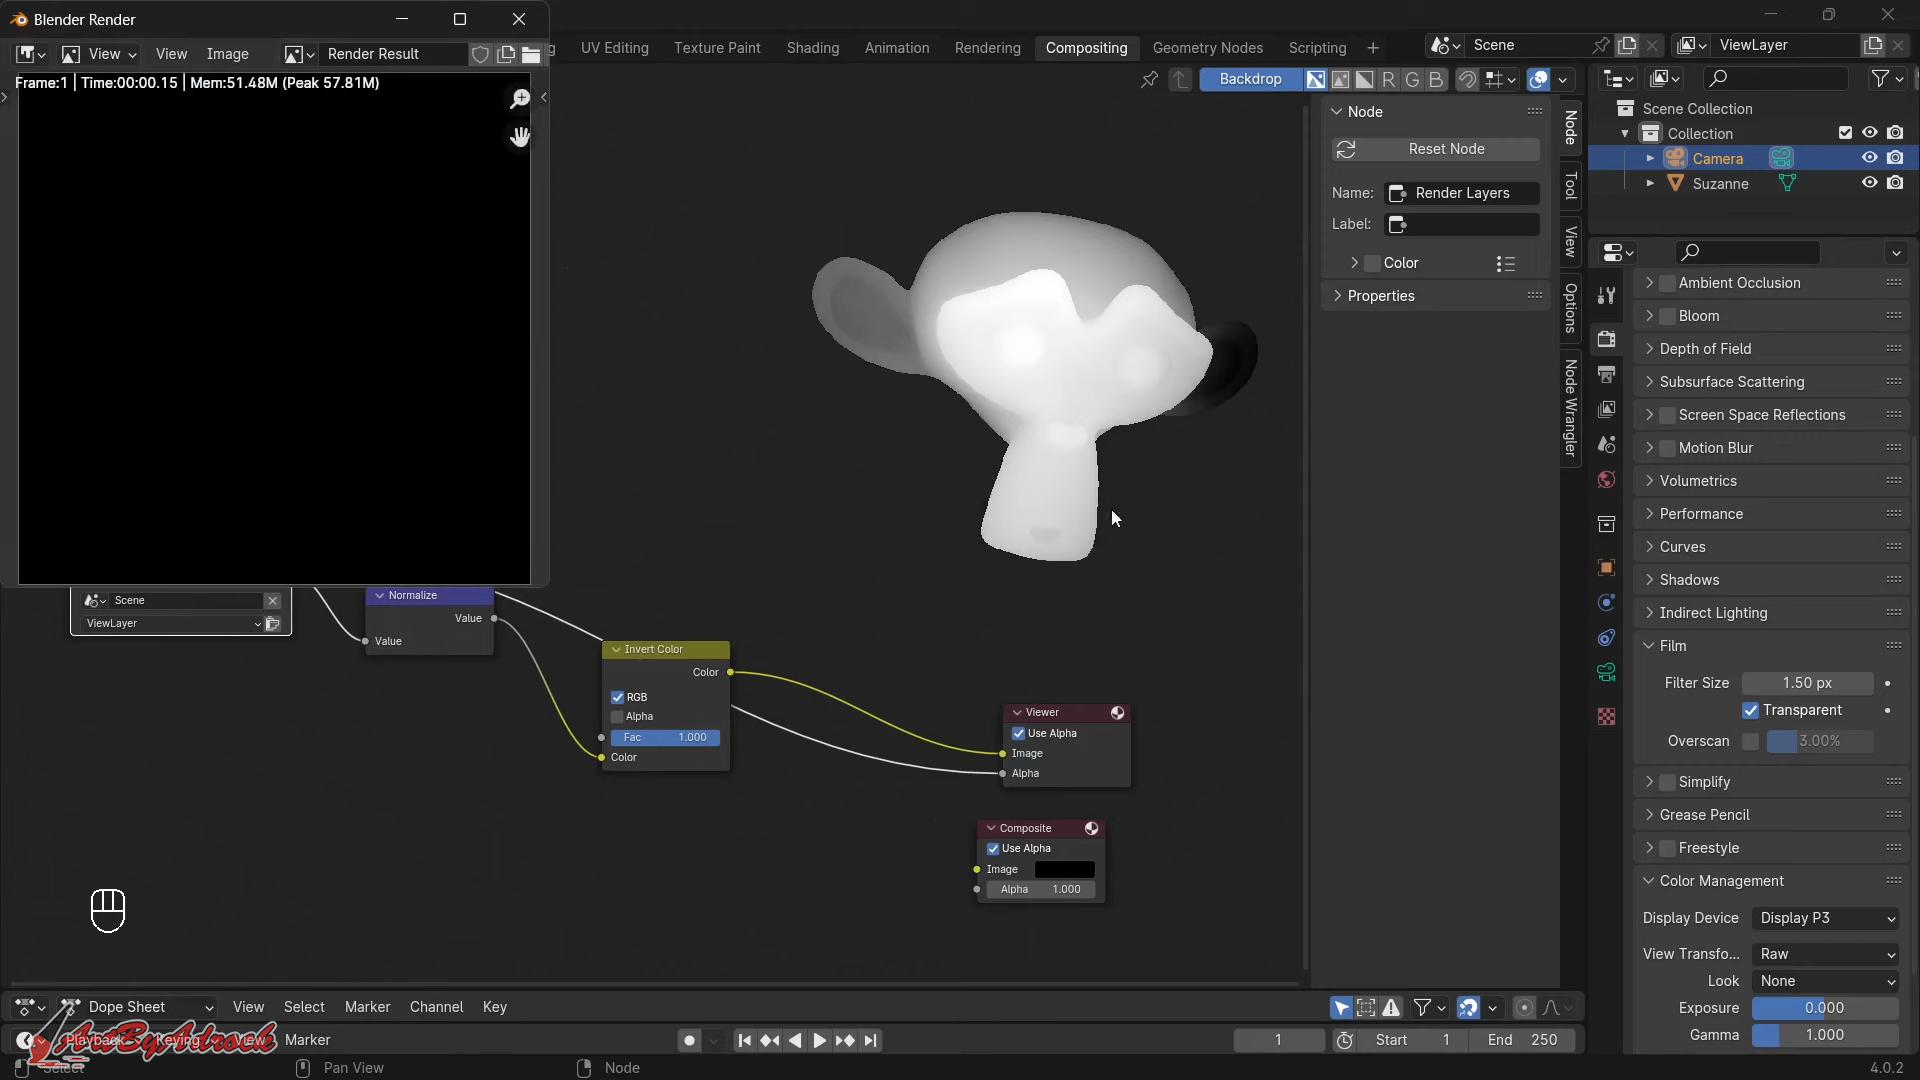 Blender Render
View
View
Image
Render Result
Frame:1 | Time:00:00.15 | Mem:51.48M (Peak 57.81M)
UV Editing
Texture Paint
Shading
Animation
Rendering
Compositing
Geometry Nodes
Scripting
Scene
ViewLayer
Backdrop
R G B
Node
Reset Node
Name:
Render Layers
Label:
Color
Properties
Node
Tool
View
Options
Node Wrangler
Scene Collection
Collection
Camera
Suzanne
Ambient Occlusion
Bloom
Depth of Field
Subsurface Scattering
Screen Space Reflections
Motion Blur
Volumetrics
Performance
Curves
Shadows
Indirect Lighting
Film
Filter Size
1.50 px
Transparent
Overscan
3.00%
Simplify
Grease Pencil
Freestyle
Color Management
Display Device
Display P3
View Transfo...
Raw
Look
None
Exposure
0.000
Gamma
1.000
Scene
ViewLayer
Normalize
Value
Value
Invert Color
Color
RGB
Alpha
Fac
1.000
Color
Viewer
Use Alpha
Image
Alpha
Composite
Use Alpha
Image
Alpha
1.000
Dope Sheet
View
Select
Marker
Channel
Key
Playback
Keying
View
Marker
ArtByAdrock
1
Start
1
End
250
Select
Pan View
Node
4.0.2